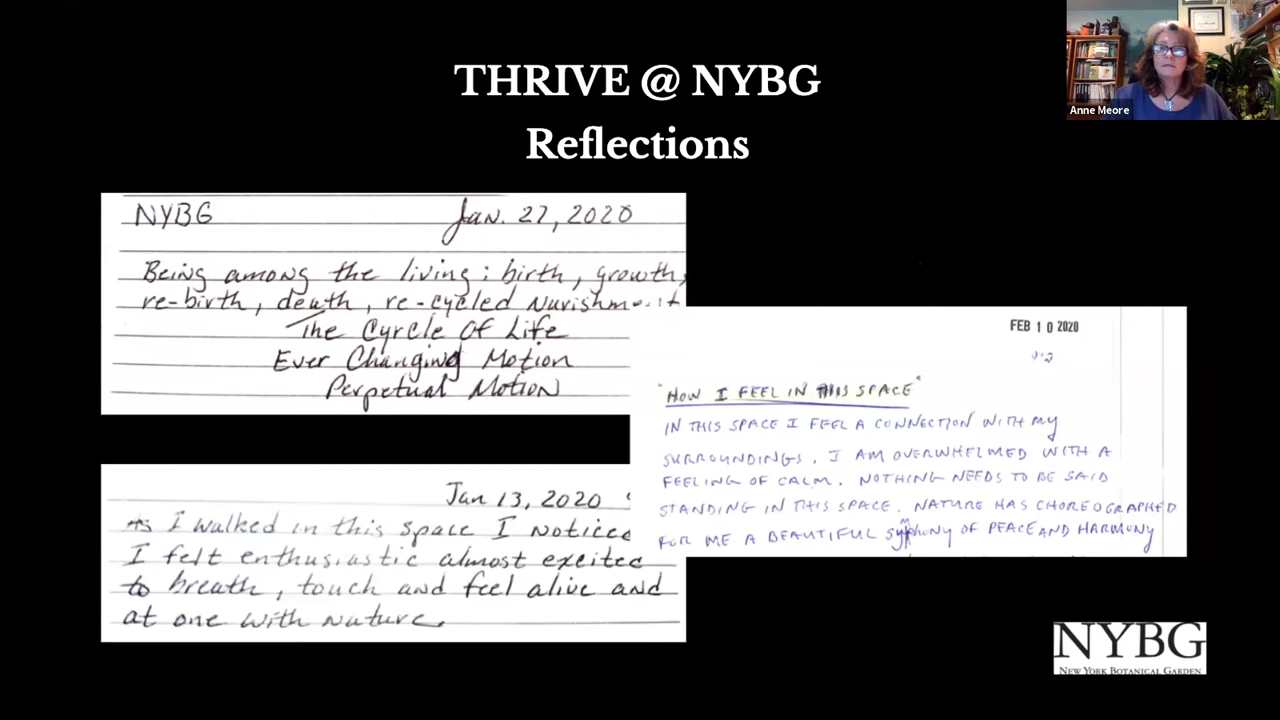 THRIVE @ NYBG
Reflections
Anne Meore
NYBG Jan. 27, 2020
Being among the living; birth, growth,
re-birth, death, re-cycled Nurishment
The Cyrcle Of Life
Ever Changing Motion
Perpetual Motion
Jan 13, 2020
As I walked in this space I noticed
I felt enthusiastic almost excited
to breath, touch and feel alive and
at one with nature.
FEB 10 2020
"HOW I FEEL IN THIS SPACE"
IN THIS SPACE I FEEL A CONNECTION WITH MY
SURROUNDINGS. I AM OVERWHELMED WITH A
FEELING OF CALM. NOTHING NEEDS TO BE SAID
STANDING IN THIS SPACE. NATURE HAS CHOREOGRAPHED
FOR ME A BEAUTIFUL SYMPHONY OF PEACE AND HARMONY
NYBG
NEW YORK BOTANICAL GARDEN